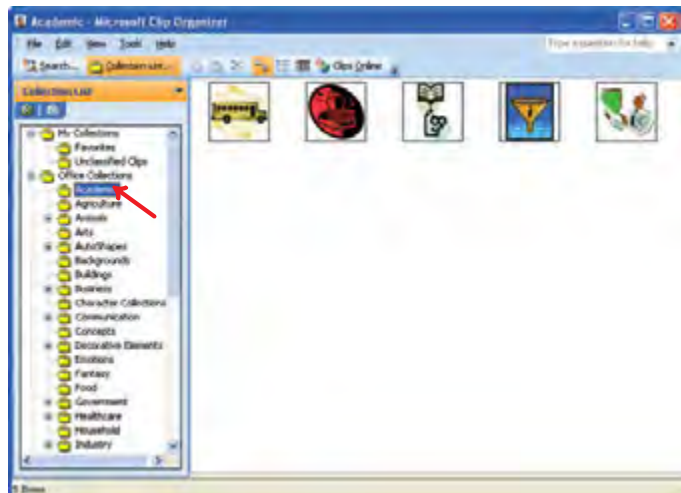 Academic - Microsoft Clip Organizer
File Edit View Tools Help
Type a question for help
Search... Collection List... Clips Online
Collection List
My Collections
Favorites
Unclassified Clips
Office Collections
Academic
Agriculture
Animals
Arts
AutoShapes
Backgrounds
Buildings
Business
Character Collections
Communication
Concepts
Decorative Elements
Emotions
Fantasy
Food
Government
Healthcare
Household
Industry
5 Items